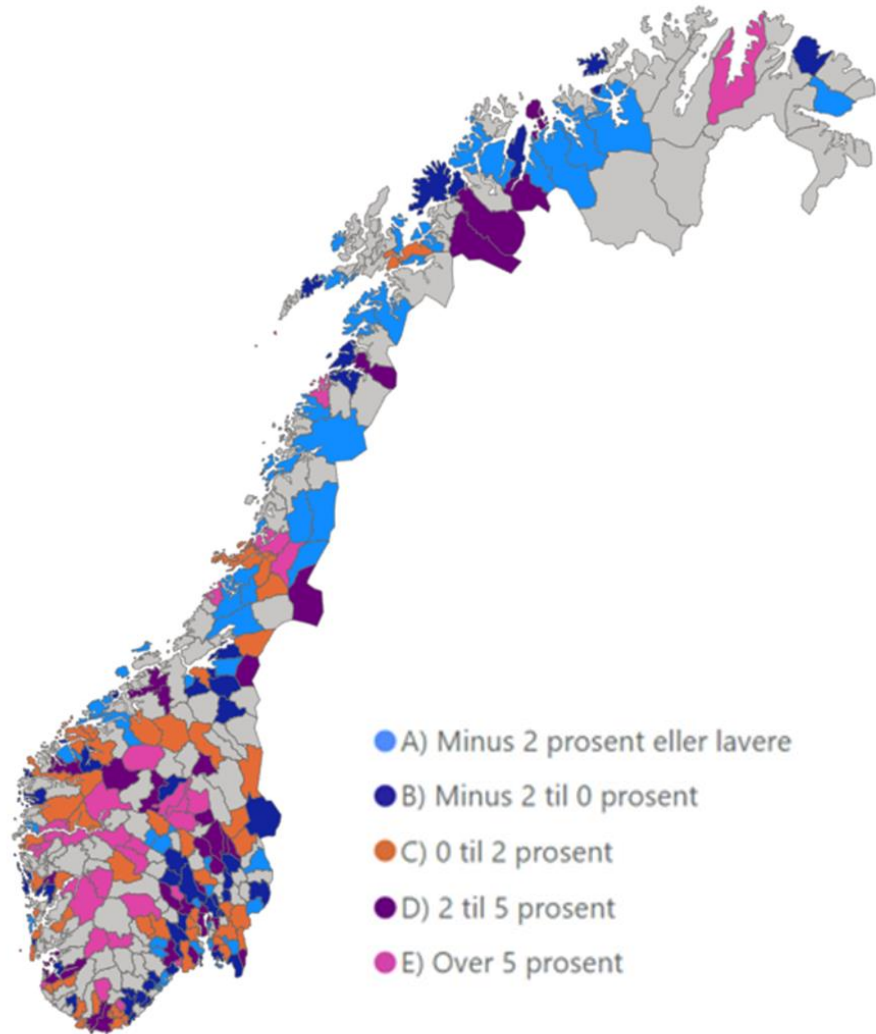 A) Minus 2 prosent eller lavere
B) Minus 2 til 0 prosent
C) 0 til 2 prosent
D) 2 til 5 prosent
E) Over 5 prosent